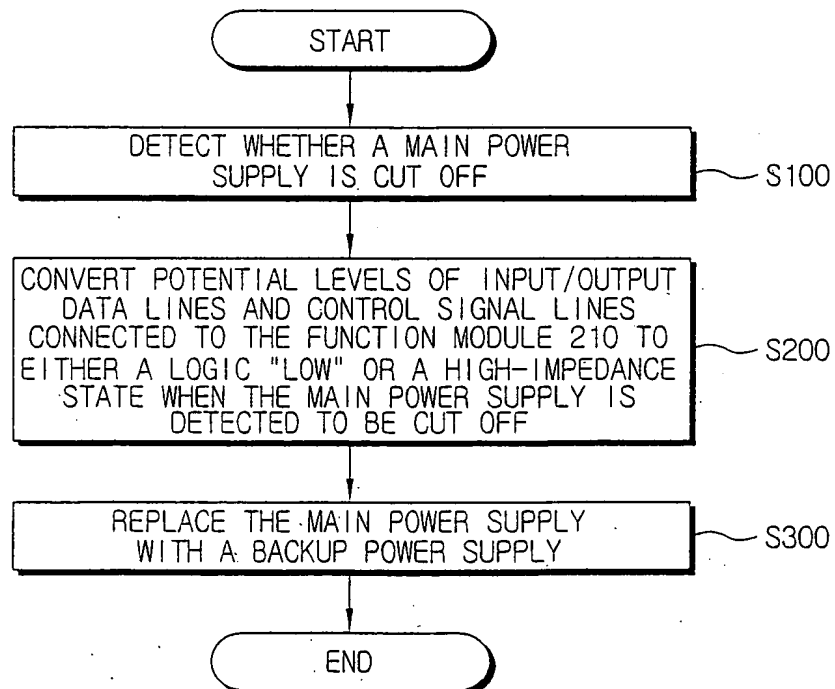 START
DETECT WHETHER A MAIN POWER
SUPPLY IS CUT OFF
S100
CONVERT POTENTIAL LEVELS OF INPUT/OUTPUT
DATA LINES AND CONTROL SIGNAL LINES
CONNECTED TO THE FUNCTION MODULE 210 TO
EITHER A LOGIC "LOW" OR A HIGH-IMPEDANCE
STATE WHEN THE MAIN POWER SUPPLY IS
DETECTED TO BE CUT OFF
S200
REPLACE THE MAIN POWER SUPPLY
WITH A BACKUP POWER SUPPLY
S300
END